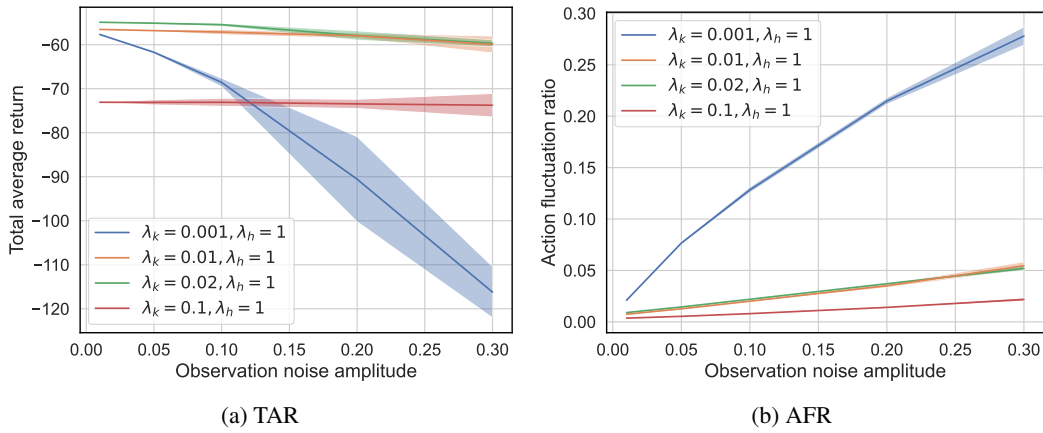 −60
−70
−80
−90
−100
−110
−120
Total average return
λk = 0.001, λh = 1
λk = 0.01, λh = 1
λk = 0.02, λh = 1
λk = 0.1, λh = 1
0.00 0.05 0.10 0.15 0.20 0.25 0.30
Observation noise amplitude
(a) TAR
0.30
0.25
0.20
0.15
0.10
0.05
0.00
Action fluctuation ratio
λk = 0.001, λh = 1
λk = 0.01, λh = 1
λk = 0.02, λh = 1
λk = 0.1, λh = 1
0.00 0.05 0.10 0.15 0.20 0.25 0.30
Observation noise amplitude
(b) AFR